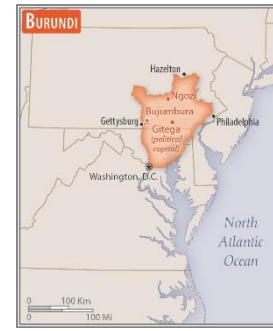 BURUNDI
Hazelton
Ngozi
Bujumbura
Gettysburg
Philadelphia
Gitega
(political
capital)
Washington, D.C.
North
Atlantic
Ocean
0 100 Km
0 100 Mi